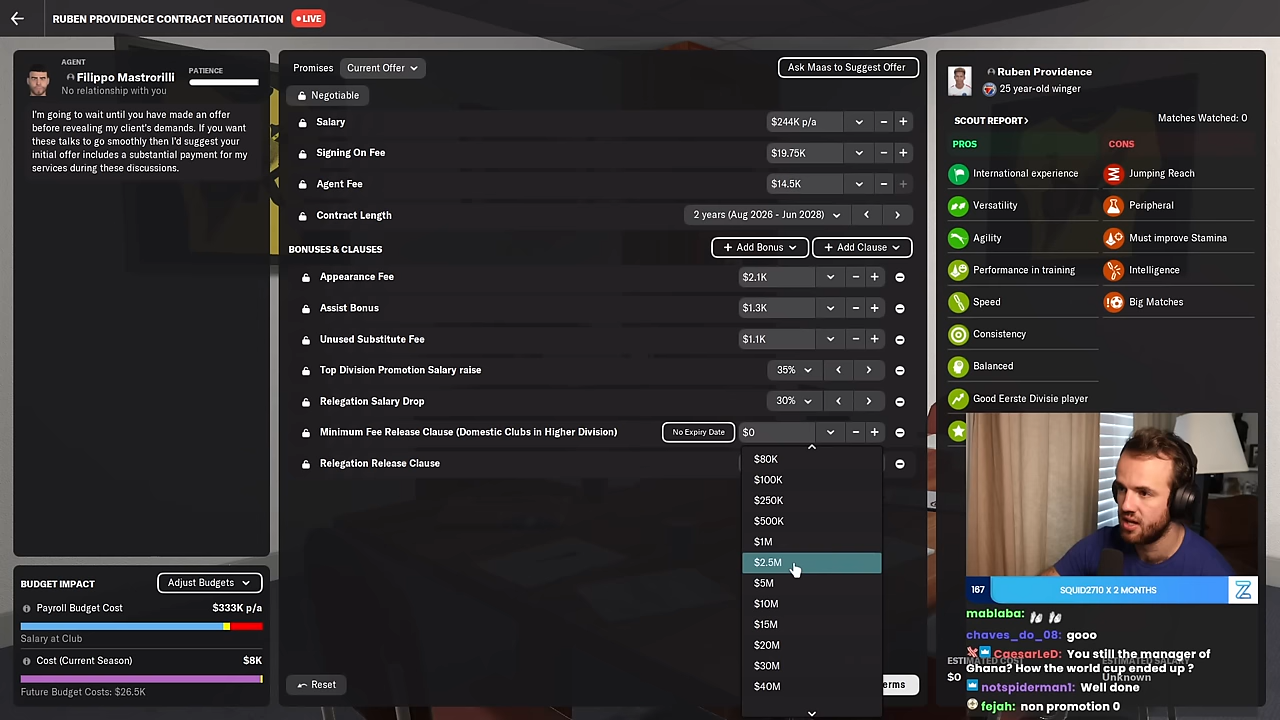 RUBEN PROVIDENCE CONTRACT NEGOTIATION
LIVE
AGENT
Filippo Mastrorilli
No relationship with you
PATIENCE
I'm going to wait until you have made an offer
before revealing my client's demands. If you want
these talks to go smoothly then I'd suggest your
initial offer includes a substantial payment for my
services during these discussions.
BUDGET IMPACT
Adjust Budgets
Payroll Budget Cost
$333K p/a
Salary at Club
Cost (Current Season)
$8K
Future Budget Costs: $26.5K
Promises
Current Offer
Ask Maas to Suggest Offer
Negotiable
Salary
$244K p/a
Signing On Fee
$19.75K
Agent Fee
$14.5K
Contract Length
2 years (Aug 2026 - Jun 2028)
BONUSES & CLAUSES
+ Add Bonus
+ Add Clause
Appearance Fee
$2.1K
Assist Bonus
$1.3K
Unused Substitute Fee
$1.1K
Top Division Promotion Salary raise
35%
Relegation Salary Drop
30%
Minimum Fee Release Clause (Domestic Clubs in Higher Division)
No Expiry Date
$0
Relegation Release Clause
$80K
$100K
$250K
$500K
$1M
$2.5M
$5M
$10M
$15M
$20M
$30M
$40M
Reset
erms
Ruben Providence
25 year-old winger
SCOUT REPORT>
Matches Watched: 0
PROS
CONS
International experience
Jumping Reach
Versatility
Peripheral
Agility
Must improve Stamina
Performance in training
Intelligence
Speed
Big Matches
Consistency
Balanced
Good Eerste Divisie player
167
SQUID2710 X 2 MONTHS
Z
mablaba:
chaves_do_08: gooo
CaesarLeD: You still the manager of
Ghana? How the world cup ended up ?
notspiderman1: Well done
fejah: non promotion 0
ESTIMATED COST
$0
ESTIMATED SALARY
Unknown